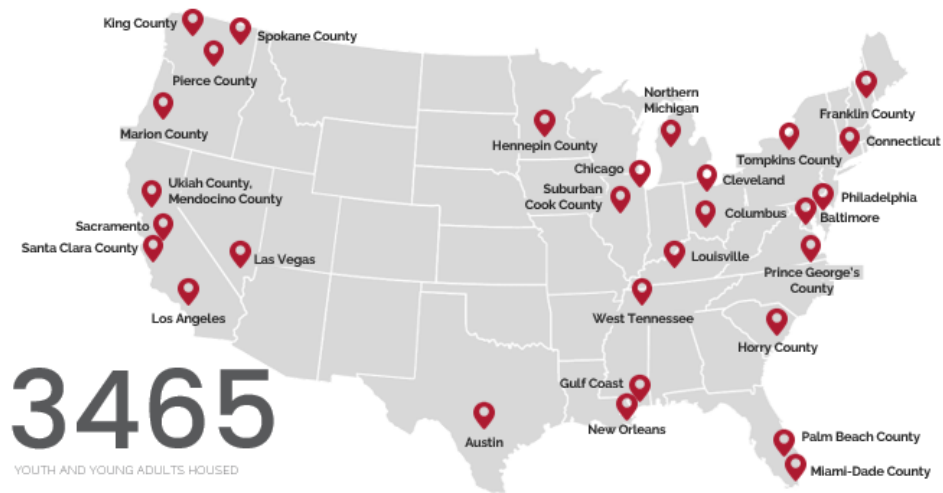 King County
Spokane County
Pierce County
Marion County
Ukiah County,
Mendocino County
Sacramento
Santa Clara County
Las Vegas
Los Angeles
Hennepin County
Northern
Michigan
Chicago
Suburban
Cook County
Cleveland
Columbus
Louisville
West Tennessee
Franklin County
Connecticut
Tompkins County
Philadelphia
Baltimore
Prince George's
County
Horry County
Gulf Coast
New Orleans
Austin
Palm Beach County
Miami-Dade County
3465
YOUTH AND YOUNG ADULTS HOUSED